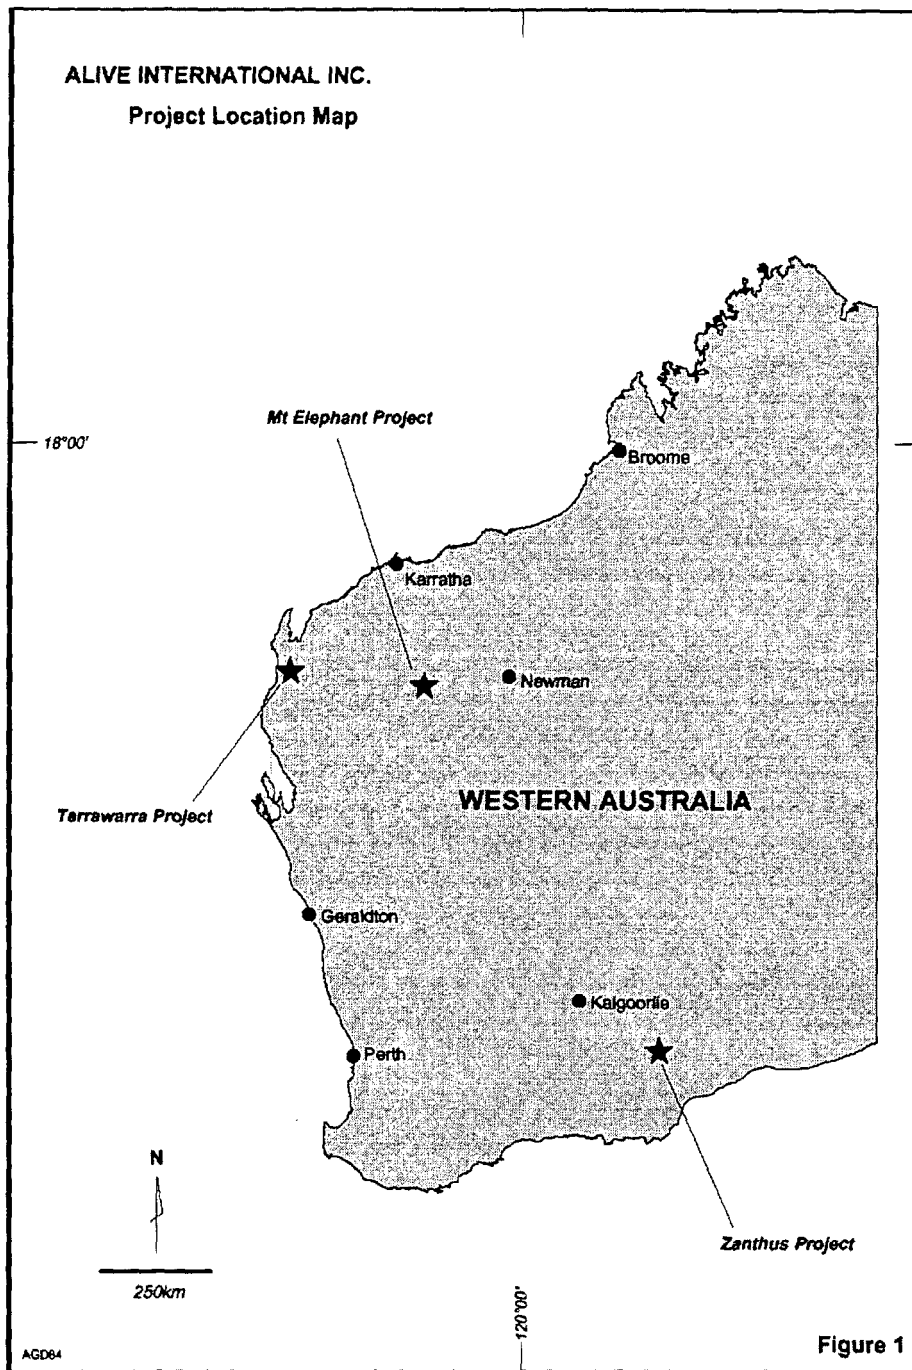 ALIVE INTERNATIONAL INC.
Project Location Map
Mt Elephant Project
18°00'
Broome
Karratha
Newman
WESTERN AUSTRALIA
Tarrawarra Project
Geraldton
Kalgoorlie
Perth
N
Zanthus Project
250km
120°00'
AGD84
Figure 1